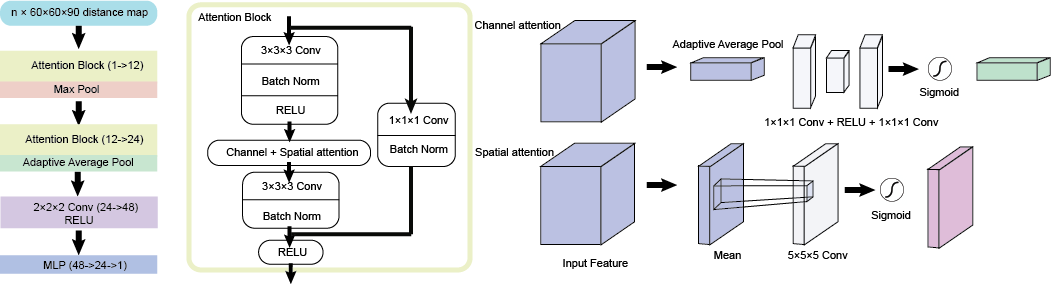 n × 60×60×90 distance map
Attention Block (1->12)
Max Pool
Attention Block (12->24)
Adaptive Average Pool
2×2×2 Conv (24->48)
RELU
MLP (48->24->1)
Attention Block
3×3×3 Conv
Batch Norm
RELU
Channel + Spatial attention
3×3×3 Conv
Batch Norm
RELU
1×1×1 Conv
Batch Norm
Channel attention
Adaptive Average Pool
1×1×1 Conv + RELU + 1×1×1 Conv
Sigmoid
Spatial attention
Input Feature
Mean
5×5×5 Conv
Sigmoid